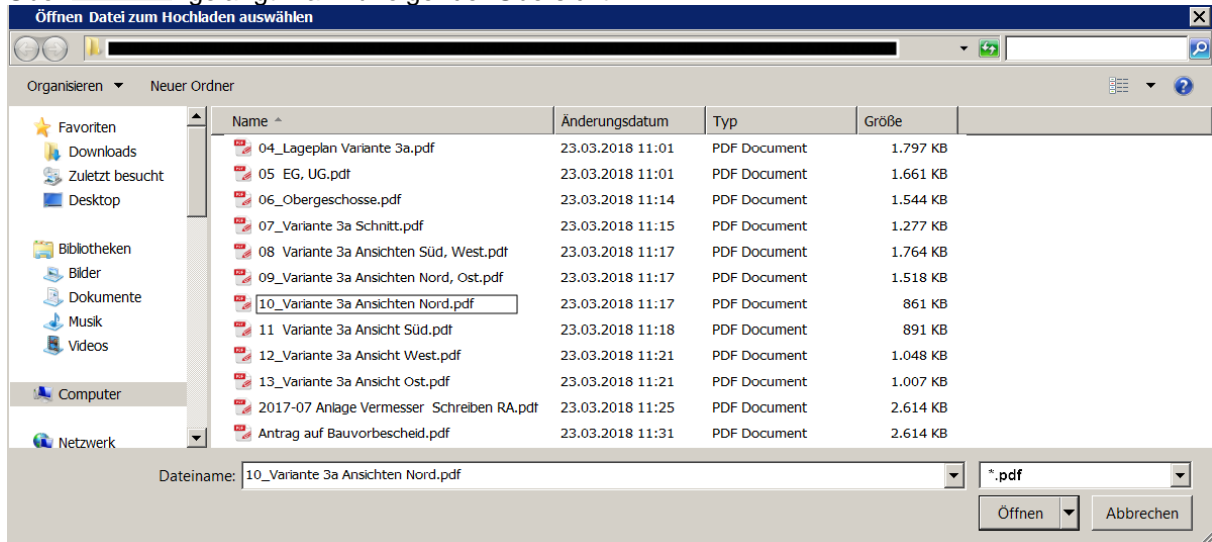 Öffnen Datei zum Hochladen auswählen
Organisieren Neuer Ordner
Name Änderungsdatum Typ Größe
Favoriten
Downloads
Zuletzt besucht
Desktop
Bibliotheken
Bilder
Dokumente
Musik
Videos
Computer
Netzwerk
04_Lageplan Variante 3a.pdf 23.03.2018 11:01 PDF Document 1.797 KB
05 EG, UG.pdf 23.03.2018 11:01 PDF Document 1.661 KB
06_Obergeschosse.pdf 23.03.2018 11:14 PDF Document 1.544 KB
07_Variante 3a Schnitt.pdf 23.03.2018 11:15 PDF Document 1.277 KB
08 Variante 3a Ansichten Süd, West.pdf 23.03.2018 11:17 PDF Document 1.764 KB
09_Variante 3a Ansichten Nord, Ost.pdf 23.03.2018 11:17 PDF Document 1.518 KB
10_Variante 3a Ansichten Nord.pdf 23.03.2018 11:17 PDF Document 861 KB
11 Variante 3a Ansicht Süd.pdf 23.03.2018 11:18 PDF Document 891 KB
12_Variante 3a Ansicht West.pdf 23.03.2018 11:21 PDF Document 1.048 KB
13_Variante 3a Ansicht Ost.pdf 23.03.2018 11:21 PDF Document 1.007 KB
2017-07 Anlage Vermesser Schreiben RA.pdf 23.03.2018 11:25 PDF Document 2.614 KB
Antrag auf Bauvorbescheid.pdf 23.03.2018 11:31 PDF Document 2.614 KB
Dateiname: 10_Variante 3a Ansichten Nord.pdf *.pdf
Öffnen Abbrechen